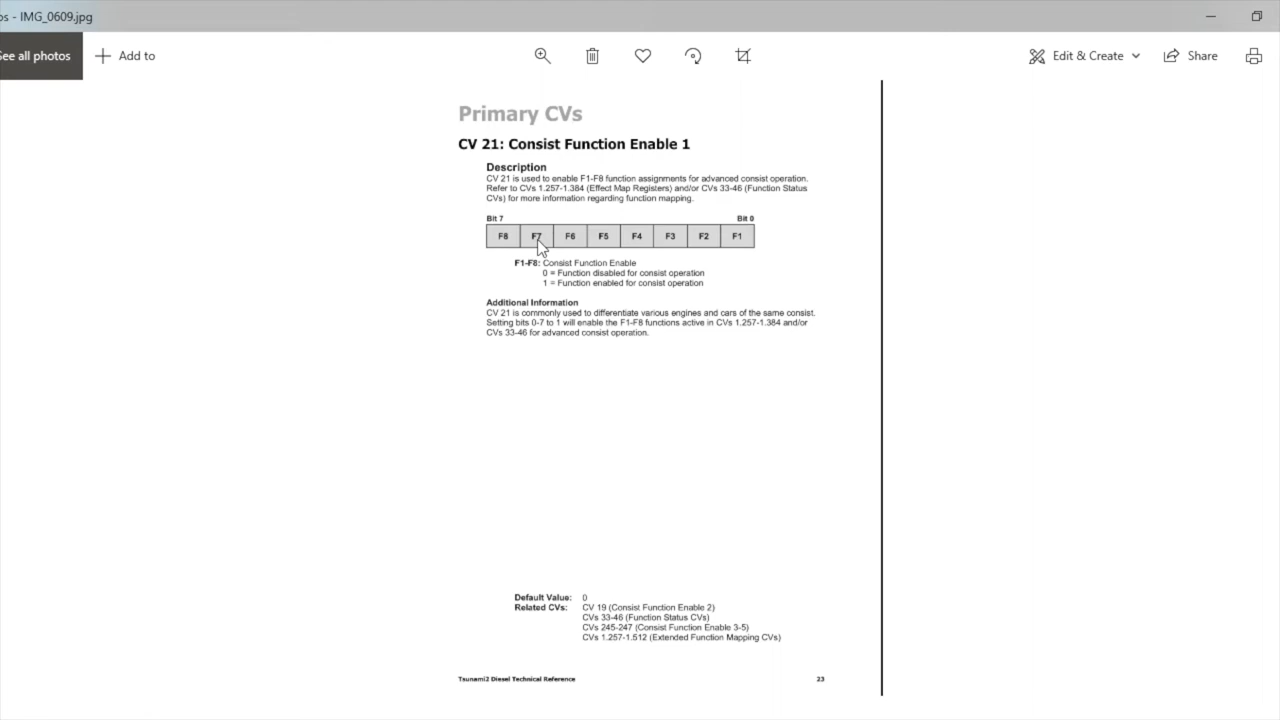 os - IMG_0609.jpg
See all photos
Add to
Edit & Create
Share
Primary CVs
CV 21: Consist Function Enable 1
Description
CV 21 is used to enable F1-F8 function assignments for advanced consist operation.
Refer to CVs 1.257-1.384 (Effect Map Registers) and/or CVs 33-46 (Function Status
CVs) for more information regarding function mapping.
Bit 7 Bit 0
F8 F7 F6 F5 F4 F3 F2 F1
F1-F8: Consist Function Enable
0 = Function disabled for consist operation
1 = Function enabled for consist operation
Additional Information
CV 21 is commonly used to differentiate various engines and cars of the same consist.
Setting bits 0-7 to 1 will enable the F1-F8 functions active in CVs 1.257-1.384 and/or
CVs 33-46 for advanced consist operation.
Default Value: 0
Related CVs: CV 19 (Consist Function Enable 2)
CVs 33-46 (Function Status CVs)
CVs 245-247 (Consist Function Enable 3-5)
CVs 1.257-1.512 (Extended Function Mapping CVs)
Tsunami2 Diesel Technical Reference 23